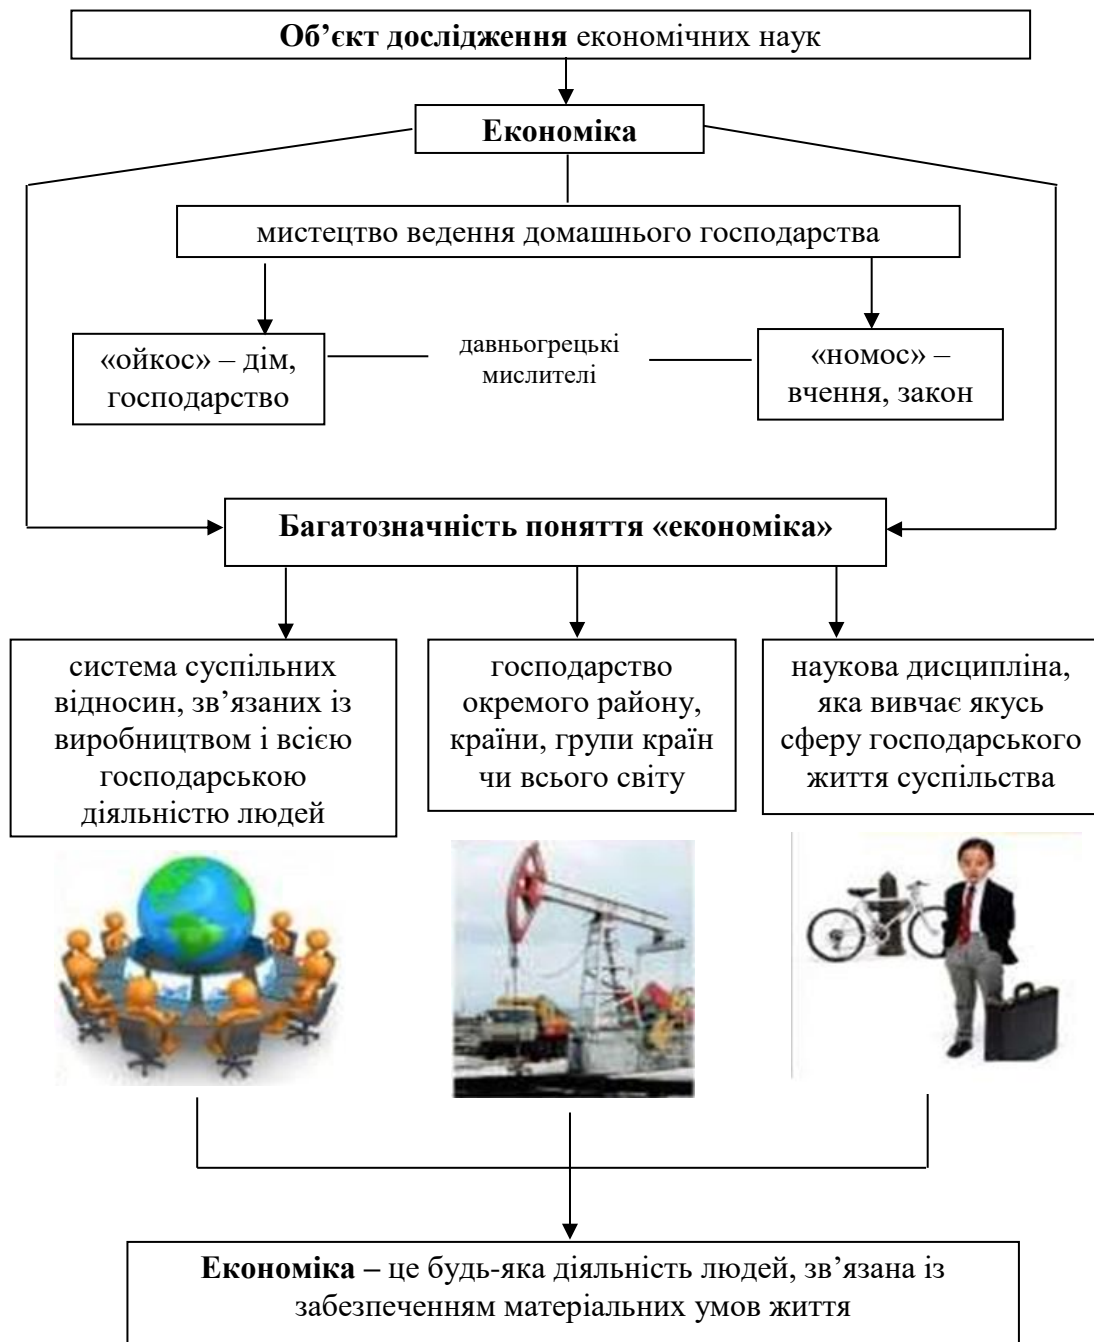 Об’єкт дослідження економічних наук
Економіка
мистецтво ведення домашнього господарства
«ойкос» – дім,
господарство
давньогрецькі
мислителі
«номос» –
вчення, закон
Багатозначність поняття «економіка»
система суспільних
відносин, зв’язаних із
виробництвом і всією
господарською
діяльністю людей
господарство
окремого району,
країни, групи країн
чи всього світу
наукова дисципліна,
яка вивчає якусь
сферу господарського
життя суспільства
Економіка – це будь-яка діяльність людей, зв’язана із
забезпеченням матеріальних умов життя